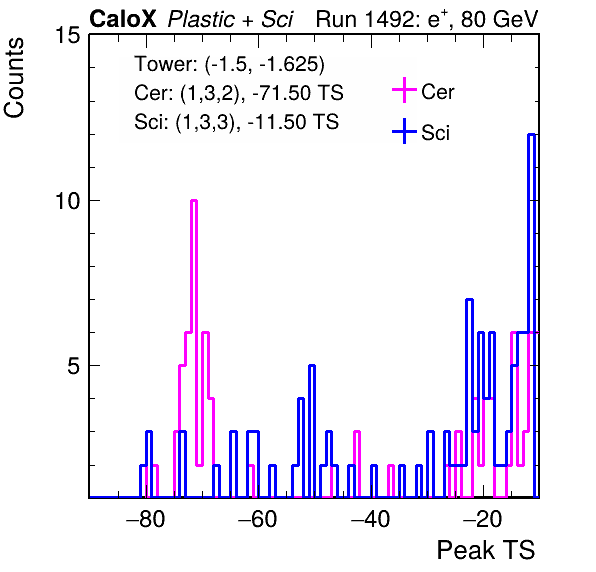 CaloX Plastic + Sci Run 1492: e⁺, 80 GeV
15
Counts
Tower: (-1.5, -1.625)
Cer: (1,3,2), -71.50 TS
Cer
Sci: (1,3,3), -11.50 TS
Sci
10
5
−80 −60 −40 −20
Peak TS